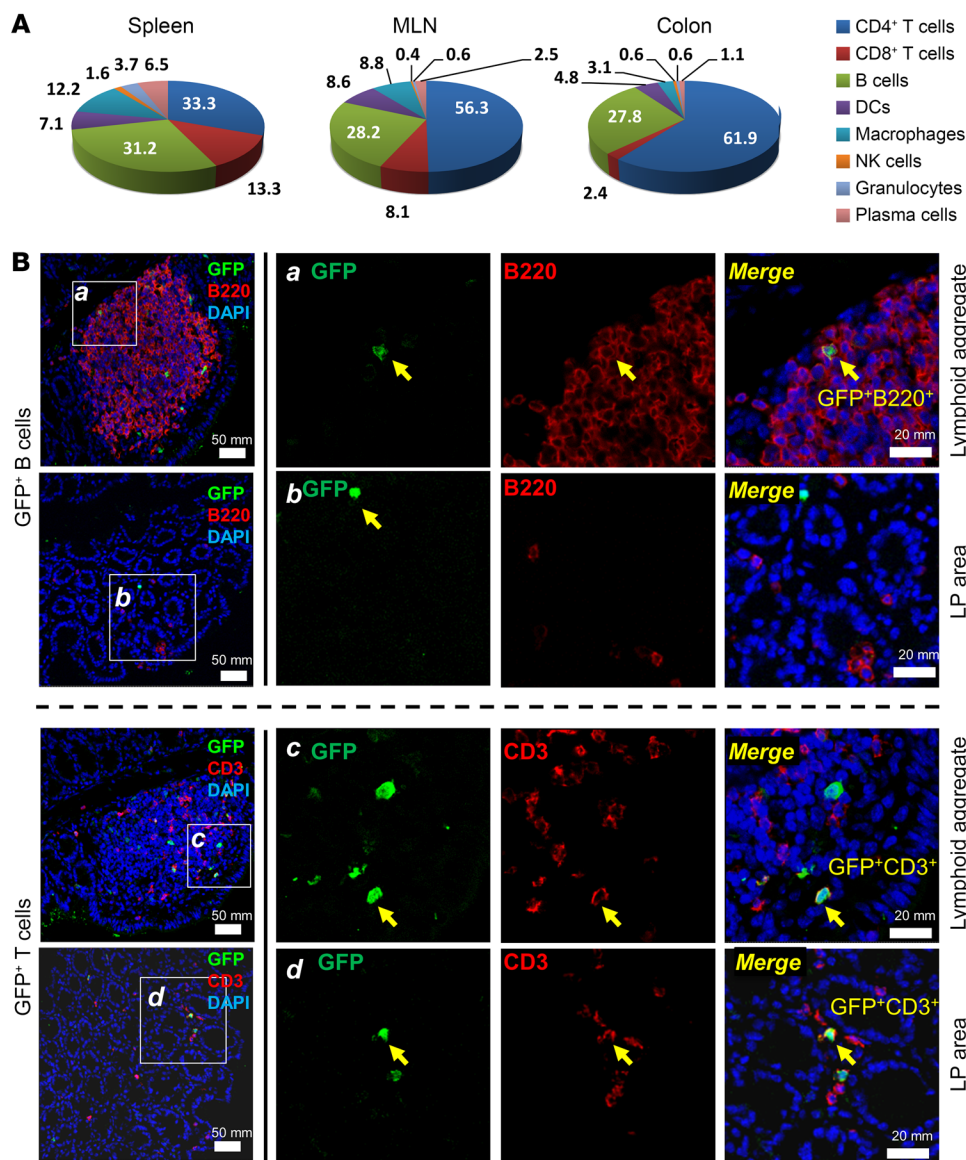 A
Spleen
MLN
Colon
33.3
13.3
31.2
7.1
12.2
1.6
3.7
6.5
56.3
8.1
28.2
8.6
8.8
0.4
0.6
2.5
61.9
2.4
27.8
4.8
3.1
0.6
0.6
1.1
CD4+ T cells
CD8+ T cells
B cells
DCs
Macrophages
NK cells
Granulocytes
Plasma cells
B
GFP+ B cells
a
GFP
B220
DAPI
50 mm
a
GFP
B220
Merge
GFP+B220+
20 mm
Lymphoid aggregate
b
GFP
B220
DAPI
50 mm
b
GFP
B220
Merge
20 mm
LP area
GFP+ T cells
c
GFP
CD3
DAPI
50 mm
c
GFP
CD3
Merge
GFP+CD3+
20 mm
Lymphoid aggregate
d
GFP
CD3
DAPI
50 mm
d
GFP
CD3
Merge
GFP+CD3+
20 mm
LP area